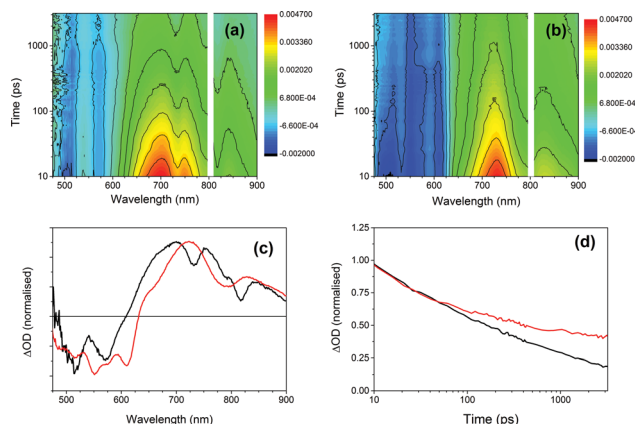 (a)
1000
100
10
Time (ps)
500 600 700 800 900
Wavelength (nm)
0.004700
0.003360
0.002020
6.800E-04
-6.600E-04
-0.002000
(b)
1000
100
10
Time (ps)
500 600 700 800 900
Wavelength (nm)
0.004700
0.003360
0.002020
6.800E-04
-6.600E-04
-0.002000
(c)
ΔOD (normalised)
500 600 700 800 900
Wavelength (nm)
(d)
1.25
1.00
0.75
0.50
0.25
0.00
ΔOD (normalised)
10 100 1000
Time (ps)